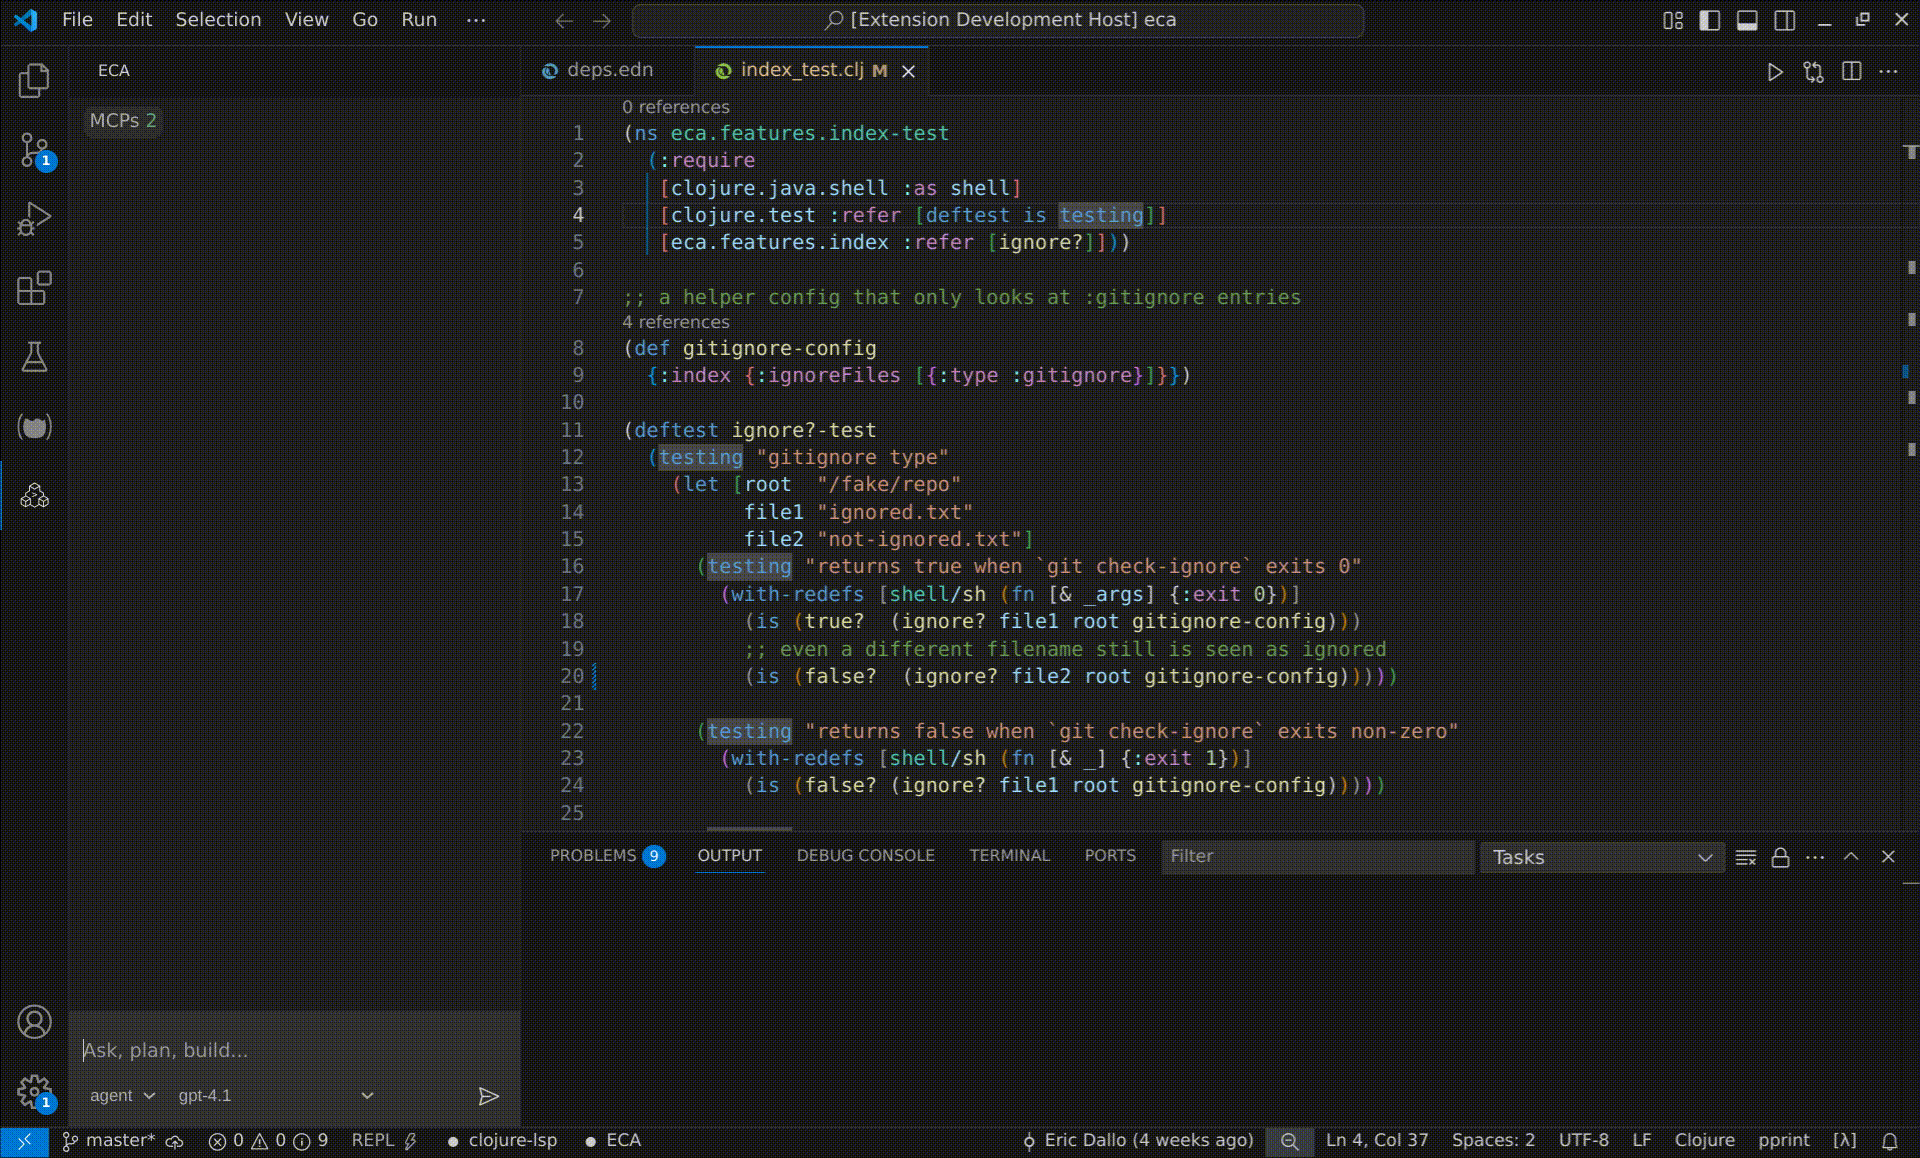 File Edit Selection View Go Run ···
[Extension Development Host] eca
ECA
MCPs 2
deps.edn
index_test.clj M
0 references
1 (ns eca.features.index-test
2 (:require
3 [clojure.java.shell :as shell]
4 [clojure.test :refer [deftest is testing]]
5 [eca.features.index :refer [ignore?]]))
6
7 ;; a helper config that only looks at :gitignore entries
4 references
8 (def gitignore-config
9 {:index {:ignoreFiles [{:type :gitignore}]}})
10
11 (deftest ignore?-test
12 (testing "gitignore type"
13 (let [root "/fake/repo"
14 file1 "ignored.txt"
15 file2 "not-ignored.txt"]
16 (testing "returns true when `git check-ignore` exits 0"
17 (with-redefs [shell/sh (fn [& _args] {:exit 0})]
18 (is (true? (ignore? file1 root gitignore-config)))
19 ;; even a different filename still is seen as ignored
20 (is (false? (ignore? file2 root gitignore-config)))))
21
22 (testing "returns false when `git check-ignore` exits non-zero"
23 (with-redefs [shell/sh (fn [& _] {:exit 1})]
24 (is (false? (ignore? file1 root gitignore-config)))))
25
PROBLEMS 9 OUTPUT DEBUG CONSOLE TERMINAL PORTS Filter Tasks
Ask, plan, build...
agent gpt-4.1
1
1
master* 0 0 9 REPL clojure-lsp ECA Eric Dallo (4 weeks ago) Ln 4, Col 37 Spaces: 2 UTF-8 LF Clojure pprint [λ]